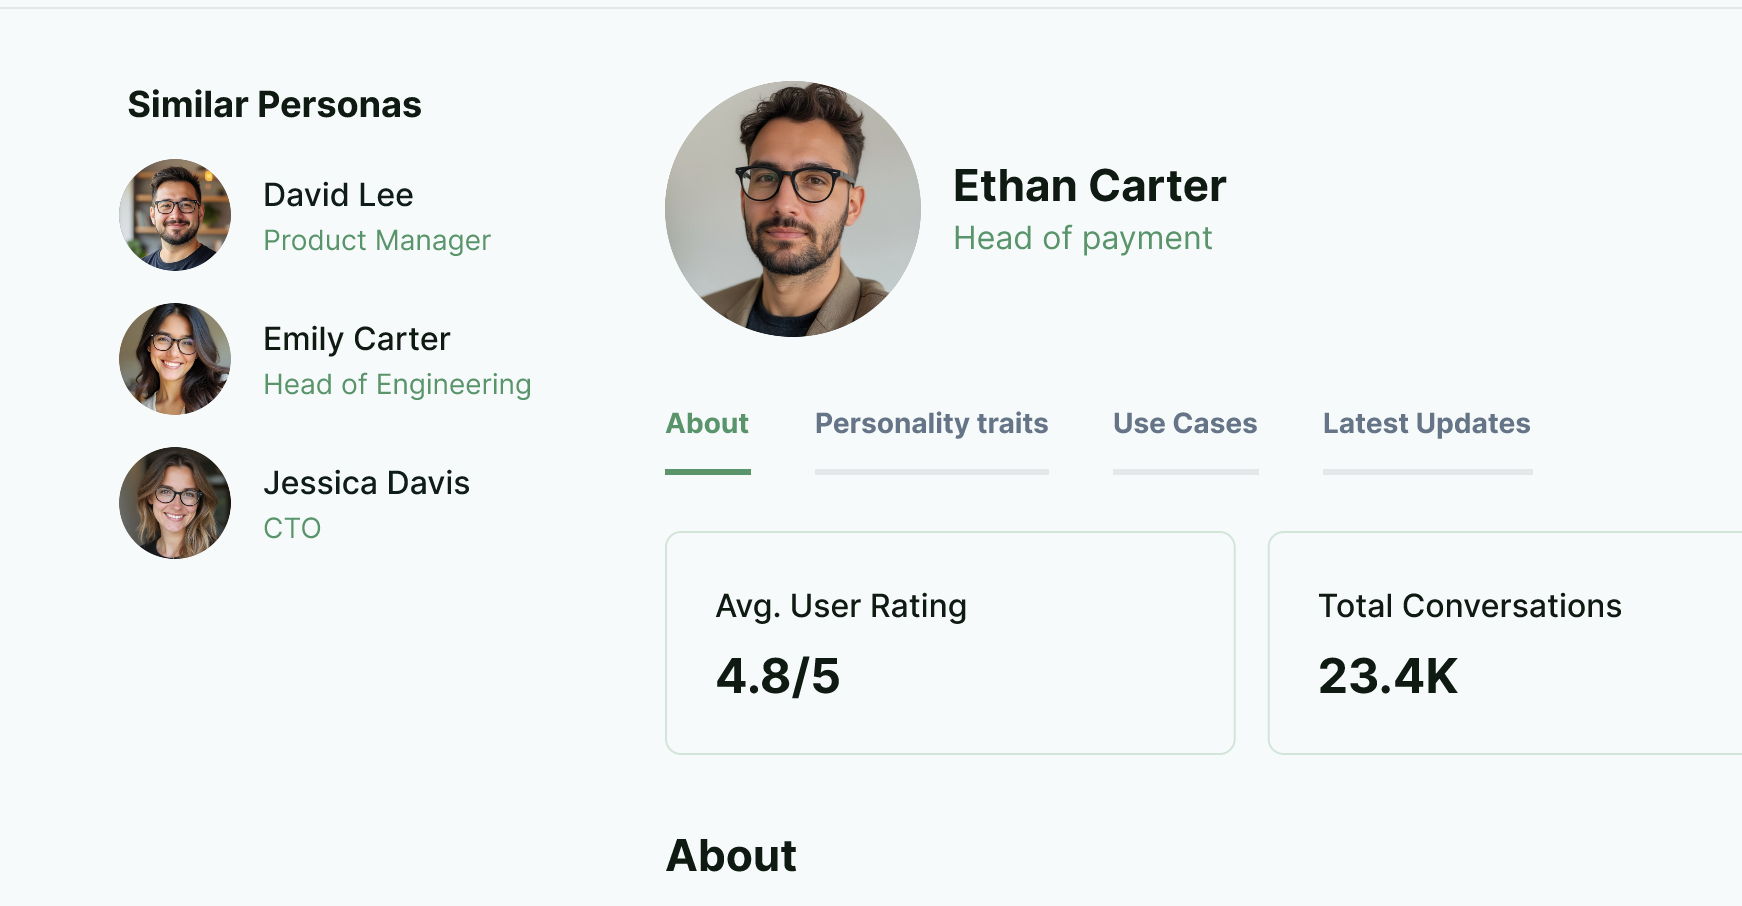 Similar Personas
David Lee
Product Manager
Emily Carter
Head of Engineering
Jessica Davis
CTO
Ethan Carter
Head of payment
About
Personality traits
Use Cases
Latest Updates
Avg. User Rating
4.8/5
Total Conversations
23.4K
About